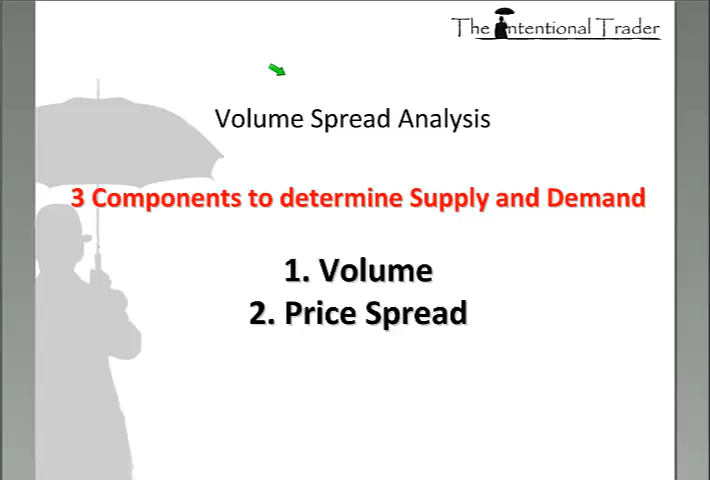 The Intentional Trader
Volume Spread Analysis
3 Components to determine Supply and Demand
1. Volume
2. Price Spread